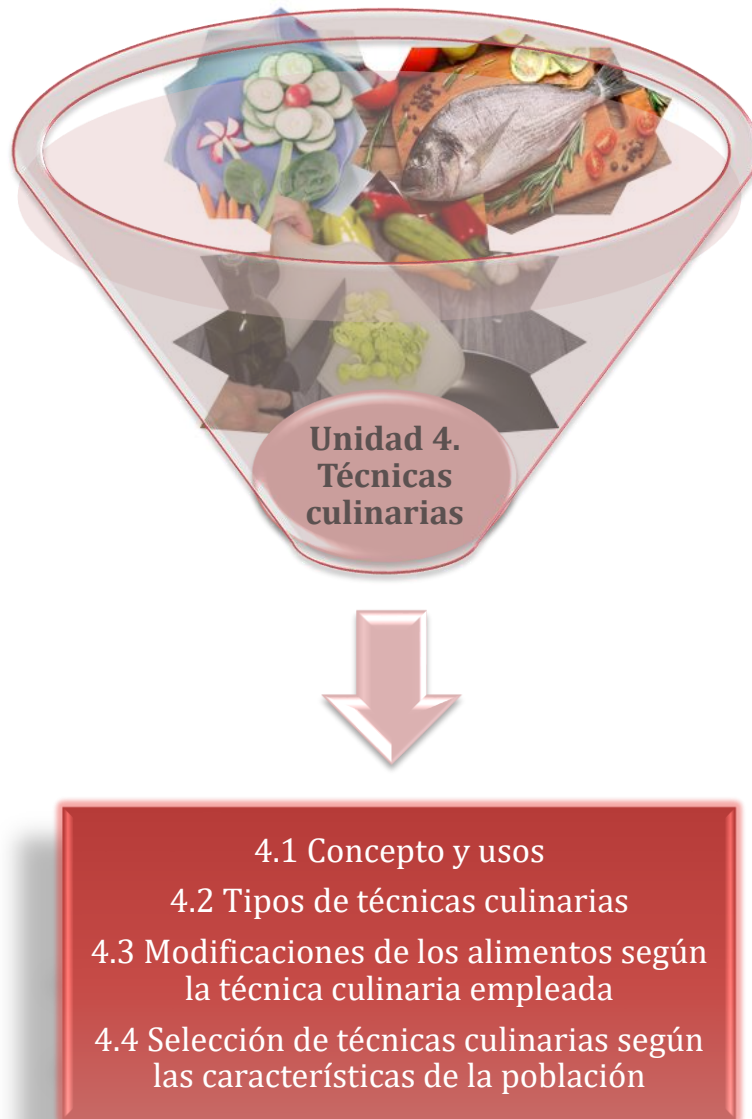 Unidad 4.
Técnicas
culinarias
4.1 Concepto y usos
4.2 Tipos de técnicas culinarias
4.3 Modificaciones de los alimentos según
la técnica culinaria empleada
4.4 Selección de técnicas culinarias según
las características de la población